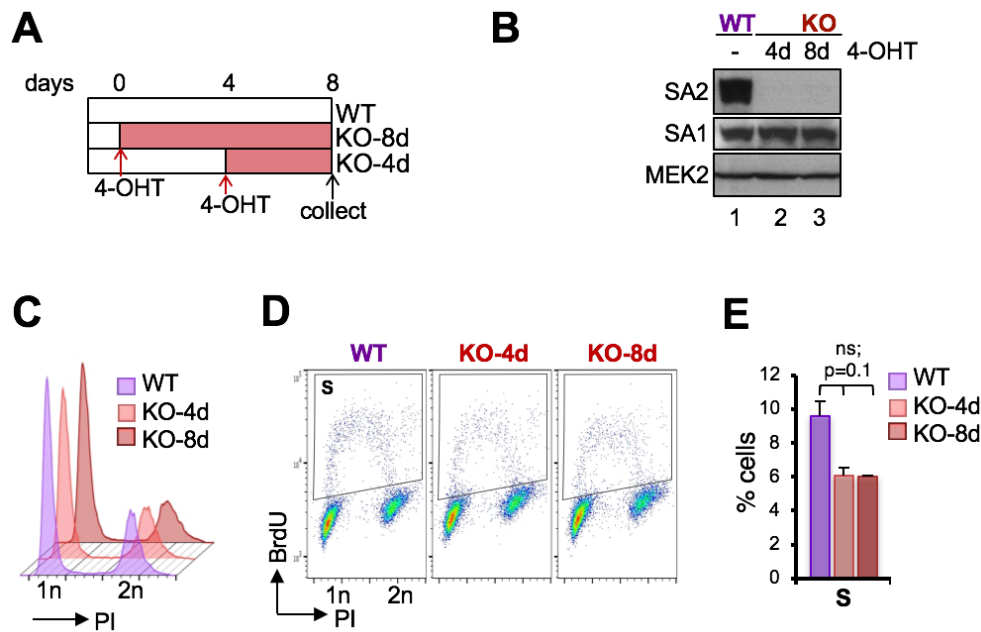 A
days 0 4 8
WT
KO-8d
KO-4d
4-OHT
4-OHT
collect
B
WT KO
- 4d 8d 4-OHT
SA2
SA1
MEK2
1 2 3
C
WT
KO-4d
KO-8d
1n 2n
PI
D
WT KO-4d KO-8d
S
BrdU
1n 2n
PI
E
ns;
p=0.1
WT
KO-4d
KO-8d
12
10
8
6
4
2
0
% cells
S